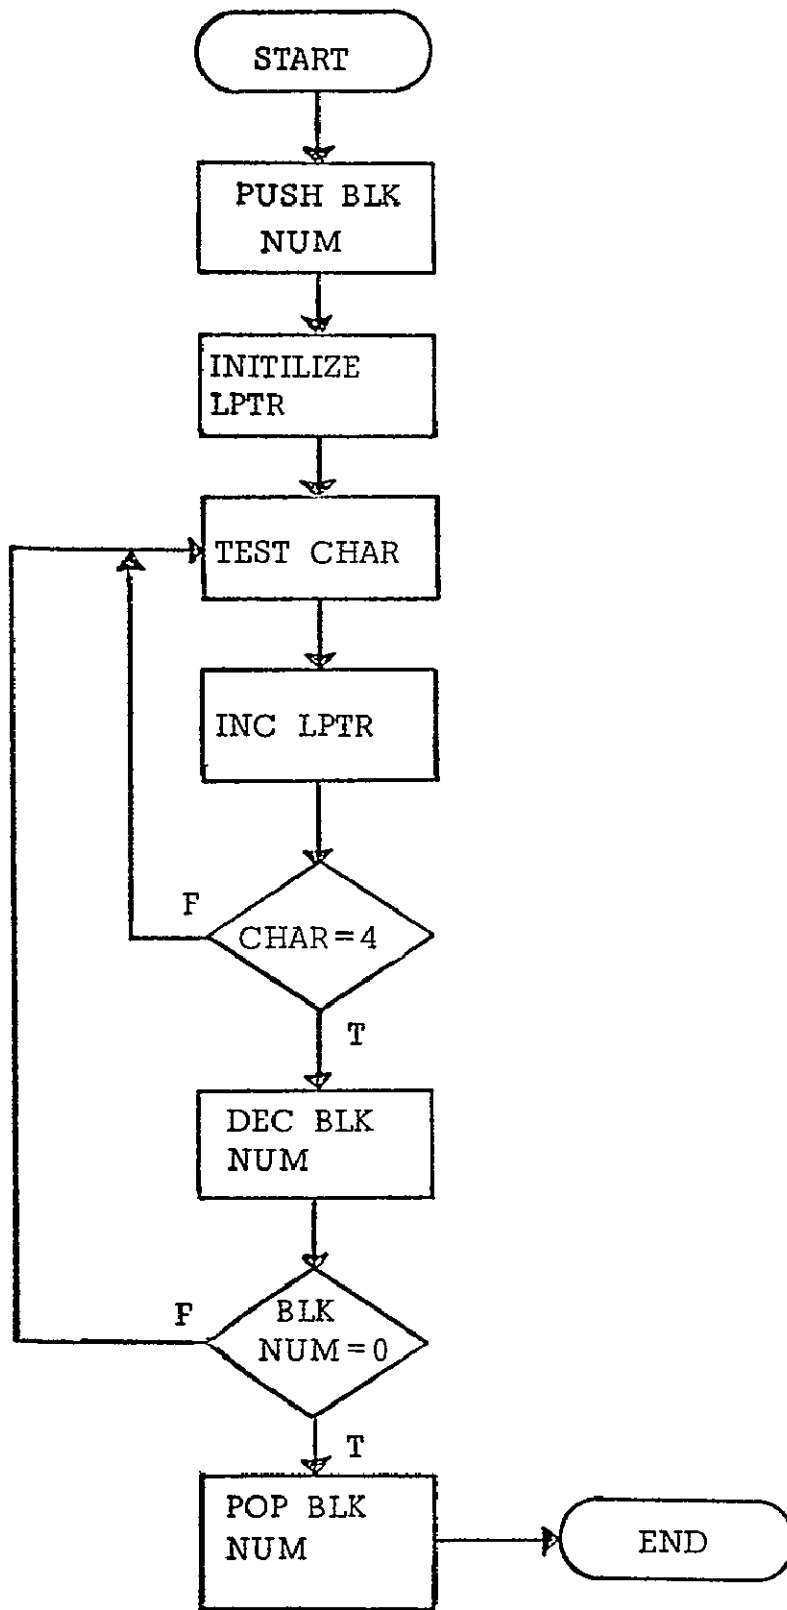 START
PUSH BLK
NUM
INITILIZE
LPTR
TEST CHAR
INC LPTR
F
CHAR=4
T
DEC BLK
NUM
F
BLK
NUM=0
T
POP BLK
NUM
END